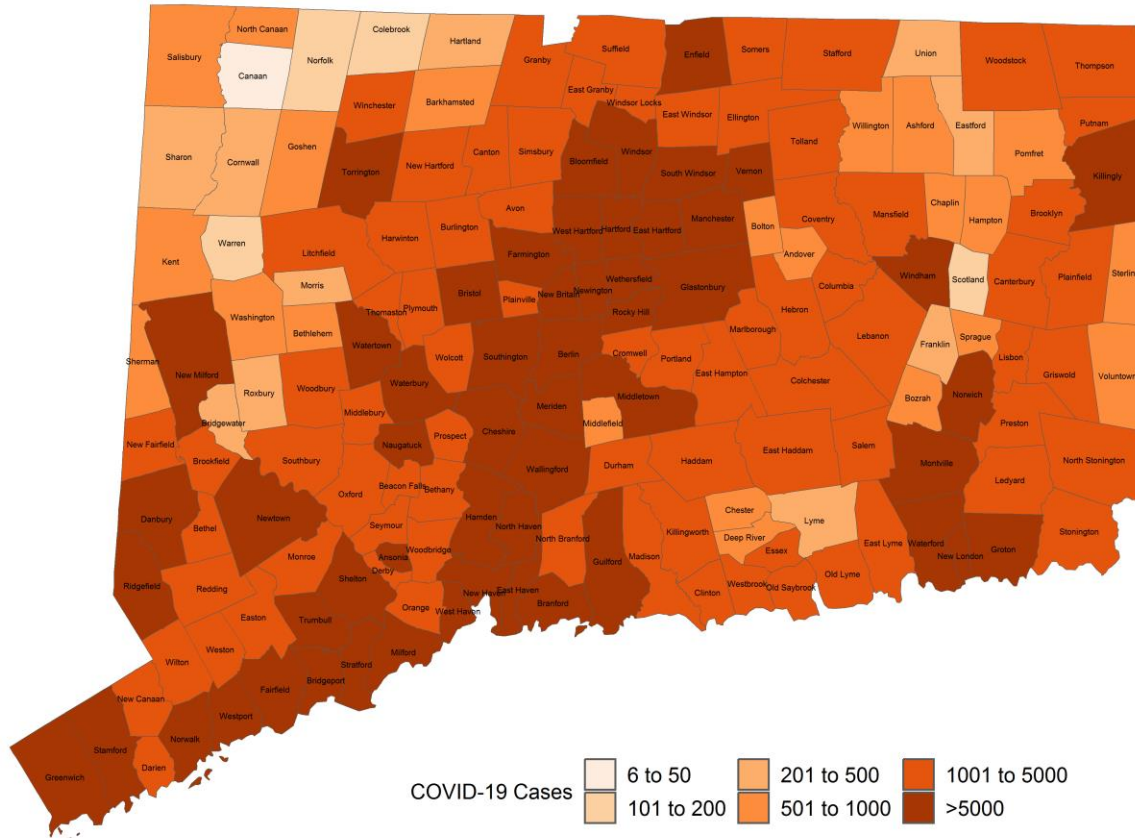 North Canaan
Colebrook
Hartland
Suffield
Enfield
Somers
Stafford
Union
Woodstock
Thompson
Salisbury
Canaan
Norfolk
Granby
East Granby
Windsor Locks
Winchester
Barkhamsted
East Windsor
Ellington
Willington
Ashford
Eastford
Putnam
Sharon
Cornwall
Goshen
Torrington
New Hartford
Canton
Simsbury
Bloomfield
Windsor
South Windsor
Vernon
Tolland
Pomfret
Killingly
Avon
Manchester
Mansfield
Chaplin
Hampton
Brooklyn
Warren
Litchfield
Harwinton
Burlington
West Hartford
Hartford
East Hartford
Bolton
Coventry
Kent
Farmington
Andover
Morris
Bristol
Plainville
New Britain
Newington
Wethersfield
Glastonbury
Windham
Scotland
Canterbury
Plainfield
Sterlin
Washington
Bethlehem
Thomaston
Plymouth
Rocky Hill
Hebron
Columbia
Marlborough
Lebanon
Franklin
Sprague
Sherman
New Milford
Watertown
Wolcott
Southington
Berlin
Cromwell
Portland
East Hampton
Lisbon
Griswold
Voluntown
Roxbury
Woodbury
Waterbury
Colchester
Bozrah
Norwich
Bridgewater
Middlebury
Meriden
Middletown
Middlefield
Preston
New Fairfield
Brookfield
Southbury
Naugatuck
Prospect
Cheshire
East Haddam
Salem
Montville
North Stonington
Oxford
Beacon Falls
Bethany
Wallingford
Durham
Haddam
Ledyard
Danbury
Bethel
Newtown
Seymour
Hamden
North Haven
Chester
Lyme
Monroe
Ansonia
Woodbridge
North Branford
Killingworth
Deep River
Essex
East Lyme
Waterford
New London
Groton
Stonington
Derby
Ridgefield
Redding
Shelton
Guilford
Madison
Orange
West Haven
New Haven
East Haven
Branford
Clinton
Westbrook
Old Saybrook
Old Lyme
Easton
Trumbull
Weston
Wilton
Milford
Stratford
Bridgeport
Fairfield
New Canaan
Westport
Norwalk
Stamford
Greenwich
Darien
COVID-19 Cases
6 to 50
101 to 200
201 to 500
501 to 1000
1001 to 5000
>5000